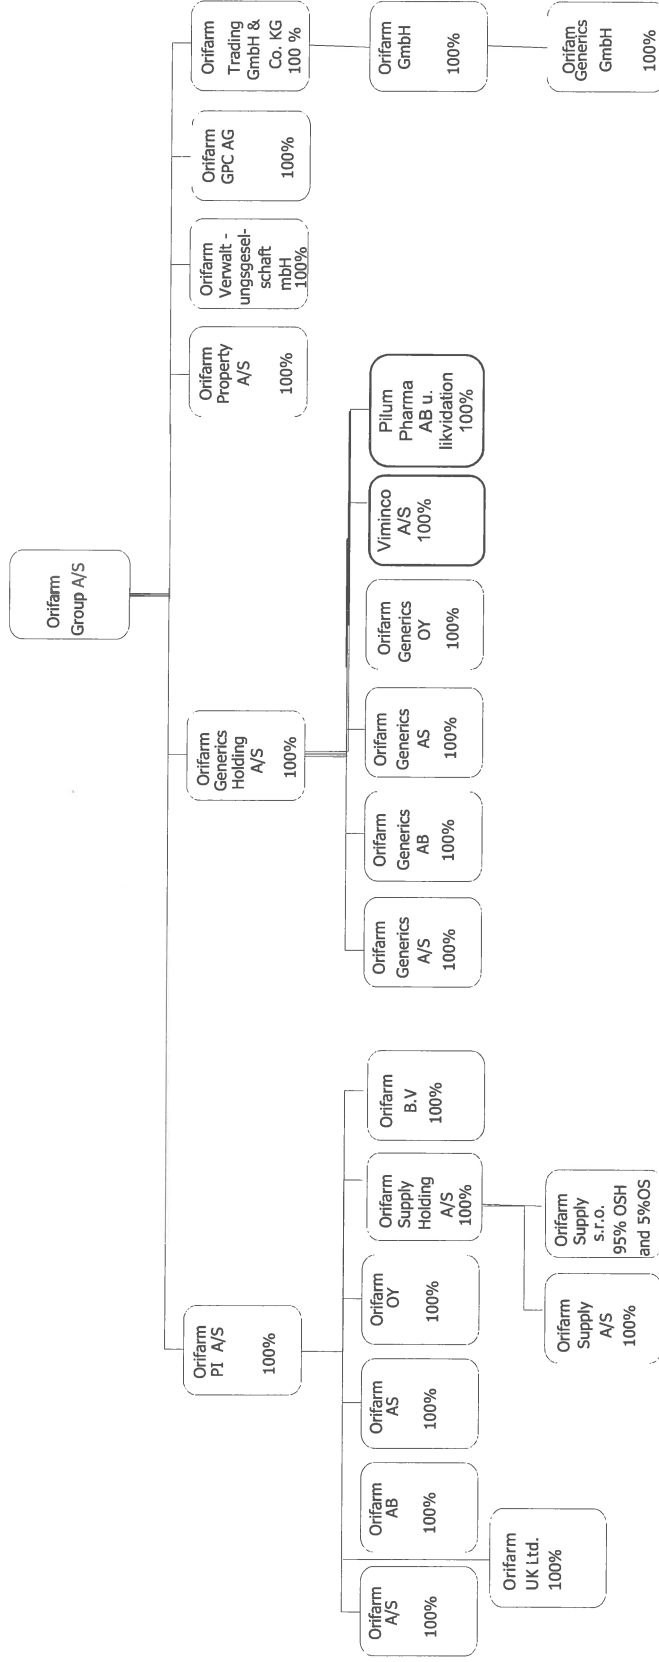 Orifarm
Group A/S
Orifarm
PI A/S
100%
Orifarm
Generics
Holding
A/S
100%
Orifarm
Property
A/S
100%
Orifarm
Verwalt -
ungsgesel-
schaft
mbH
100%
Orifarm
GPC AG
100%
Orifarm
Trading
GmbH &
Co. KG
100 %
Orifarm
A/S
100%
Orifarm
AB
100%
Orifarm
AS
100%
Orifarm
OY
100%
Orifarm
Supply
Holding
A/S
100%
Orifarm
B.V
100%
Orifarm
Generics
A/S
100%
Orifarm
Generics
AB
100%
Orifarm
Generics
AS
100%
Orifarm
Generics
OY
100%
Viminco
A/S
100%
Pilum
Pharma
AB u.
likvidation
100%
Orifarm
GmbH
100%
Orifarm
UK Ltd.
100%
Orifarm
Supply
A/S
100%
Orifarm
Supply
s.r.o.
95% OSH
and 5%OS
Orifam
Generics
GmbH
100%